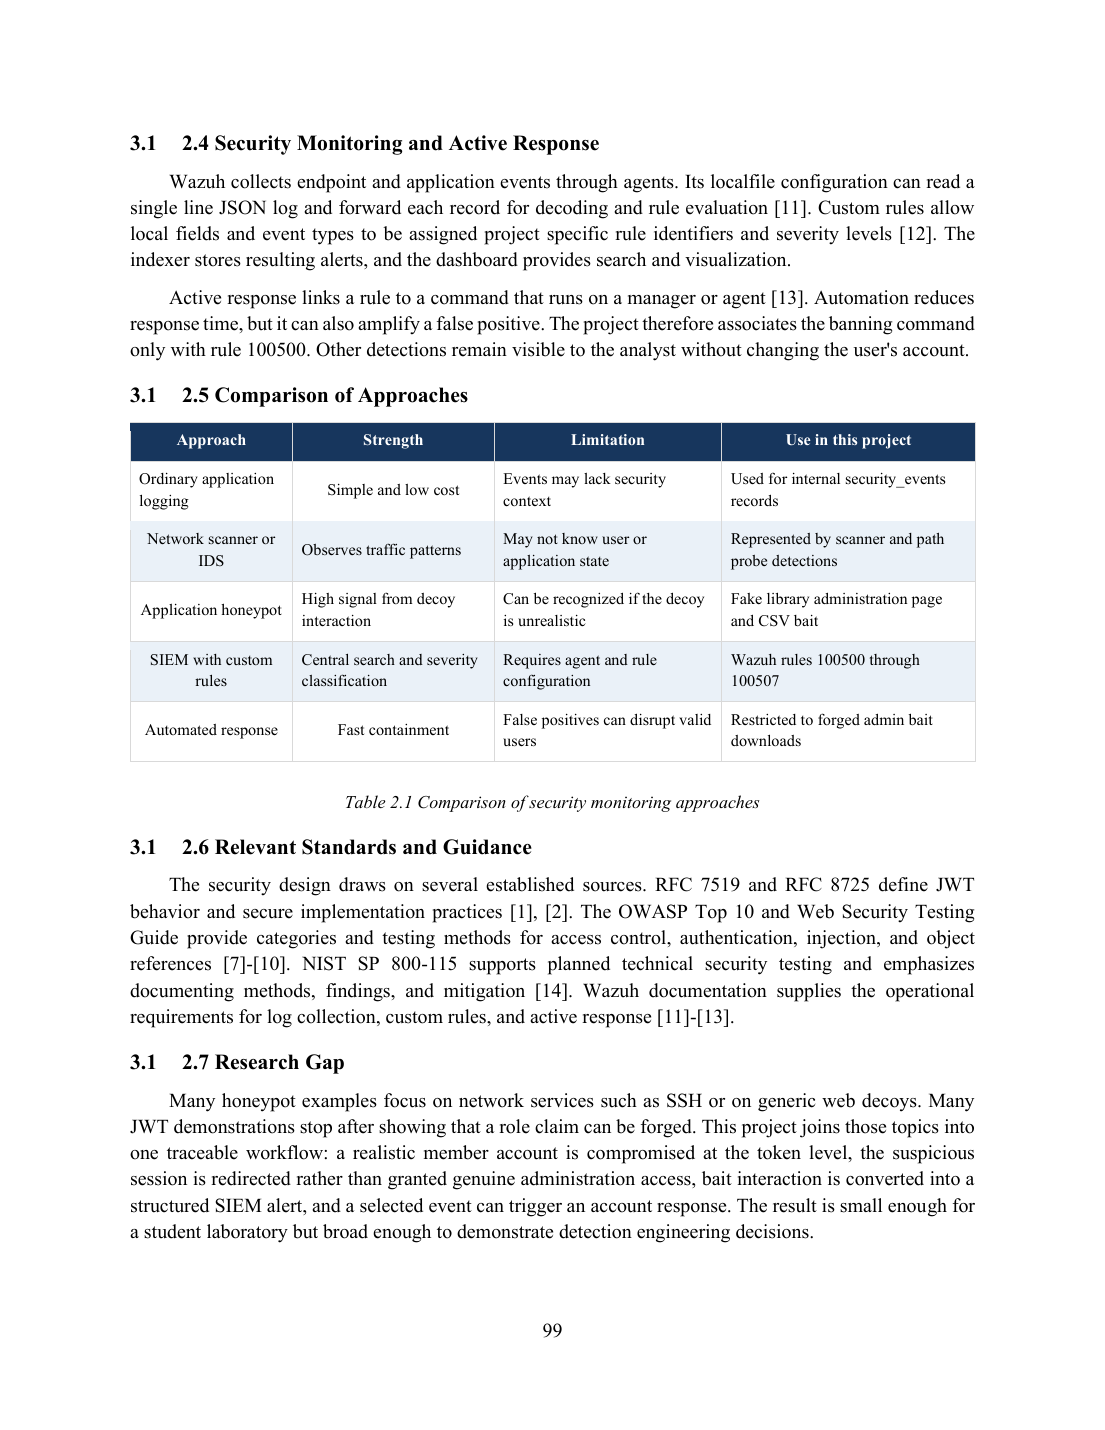 3.1 2.4 Security Monitoring and Active Response
Wazuh collects endpoint and application events through agents. Its localfile configuration can read a
single line JSON log and forward each record for decoding and rule evaluation [11]. Custom rules allow
local fields and event types to be assigned project specific rule identifiers and severity levels [12]. The
indexer stores resulting alerts, and the dashboard provides search and visualization.
Active response links a rule to a command that runs on a manager or agent [13]. Automation reduces
response time, but it can also amplify a false positive. The project therefore associates the banning command
only with rule 100500. Other detections remain visible to the analyst without changing the user's account.
3.1 2.5 Comparison of Approaches
Approach Strength Limitation Use in this project
Ordinary application
logging
Simple and low cost
Events may lack security
context
Used for internal security_events
records
Network scanner or
IDS
Observes traffic patterns
May not know user or
application state
Represented by scanner and path
probe detections
Application honeypot
High signal from decoy
interaction
Can be recognized if the decoy
is unrealistic
Fake library administration page
and CSV bait
SIEM with custom
rules
Central search and severity
classification
Requires agent and rule
configuration
Wazuh rules 100500 through
100507
Automated response
Fast containment
False positives can disrupt valid
users
Restricted to forged admin bait
downloads
Table 2.1 Comparison of security monitoring approaches
3.1 2.6 Relevant Standards and Guidance
The security design draws on several established sources. RFC 7519 and RFC 8725 define JWT
behavior and secure implementation practices [1], [2]. The OWASP Top 10 and Web Security Testing
Guide provide categories and testing methods for access control, authentication, injection, and object
references [7]-[10]. NIST SP 800-115 supports planned technical security testing and emphasizes
documenting methods, findings, and mitigation [14]. Wazuh documentation supplies the operational
requirements for log collection, custom rules, and active response [11]-[13].
3.1 2.7 Research Gap
Many honeypot examples focus on network services such as SSH or on generic web decoys. Many
JWT demonstrations stop after showing that a role claim can be forged. This project joins those topics into
one traceable workflow: a realistic member account is compromised at the token level, the suspicious
session is redirected rather than granted genuine administration access, bait interaction is converted into a
structured SIEM alert, and a selected event can trigger an account response. The result is small enough for
a student laboratory but broad enough to demonstrate detection engineering decisions.
99